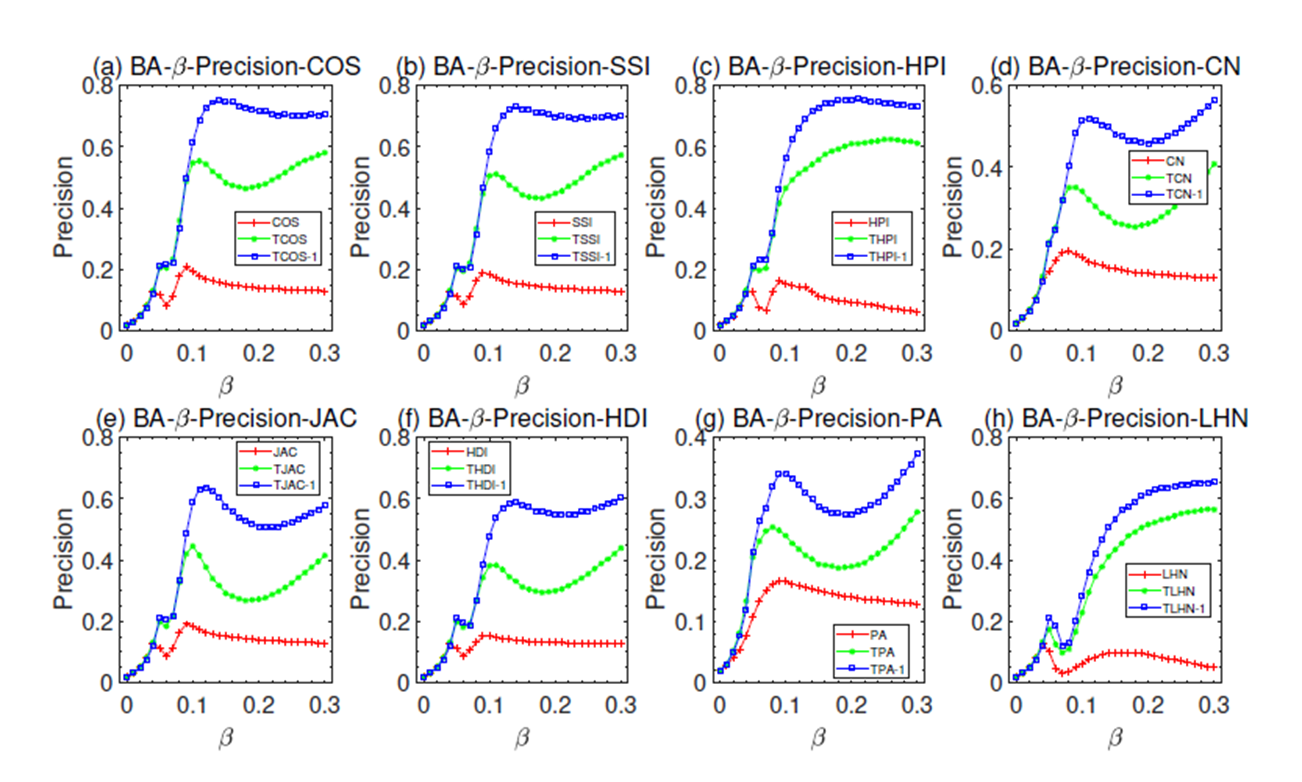 (a) BA-β-Precision-COS
(b) BA-β-Precision-SSI
(c) BA-β-Precision-HPI
(d) BA-β-Precision-CN
0.8
0.6
0.4
0.2
0
Precision
COS
TCOS
TCOS-1
0 0.1 0.2 0.3
β
0.8
0.6
0.4
0.2
0
Precision
SSI
TSSI
TSSI-1
0 0.1 0.2 0.3
β
0.8
0.6
0.4
0.2
0
Precision
HPI
THPI
THPI-1
0 0.1 0.2 0.3
β
0.6
0.4
0.2
0
Precision
CN
TCN
TCN-1
0 0.1 0.2 0.3
β
(e) BA-β-Precision-JAC
(f) BA-β-Precision-HDI
(g) BA-β-Precision-PA
(h) BA-β-Precision-LHN
0.8
0.6
0.4
0.2
0
Precision
JAC
TJAC
TJAC-1
0 0.1 0.2 0.3
β
0.8
0.6
0.4
0.2
0
Precision
HDI
THDI
THDI-1
0 0.1 0.2 0.3
β
0.4
0.3
0.2
0.1
0
Precision
PA
TPA
TPA-1
0 0.1 0.2 0.3
β
0.8
0.6
0.4
0.2
0
Precision
LHN
TLHN
TLHN-1
0 0.1 0.2 0.3
β